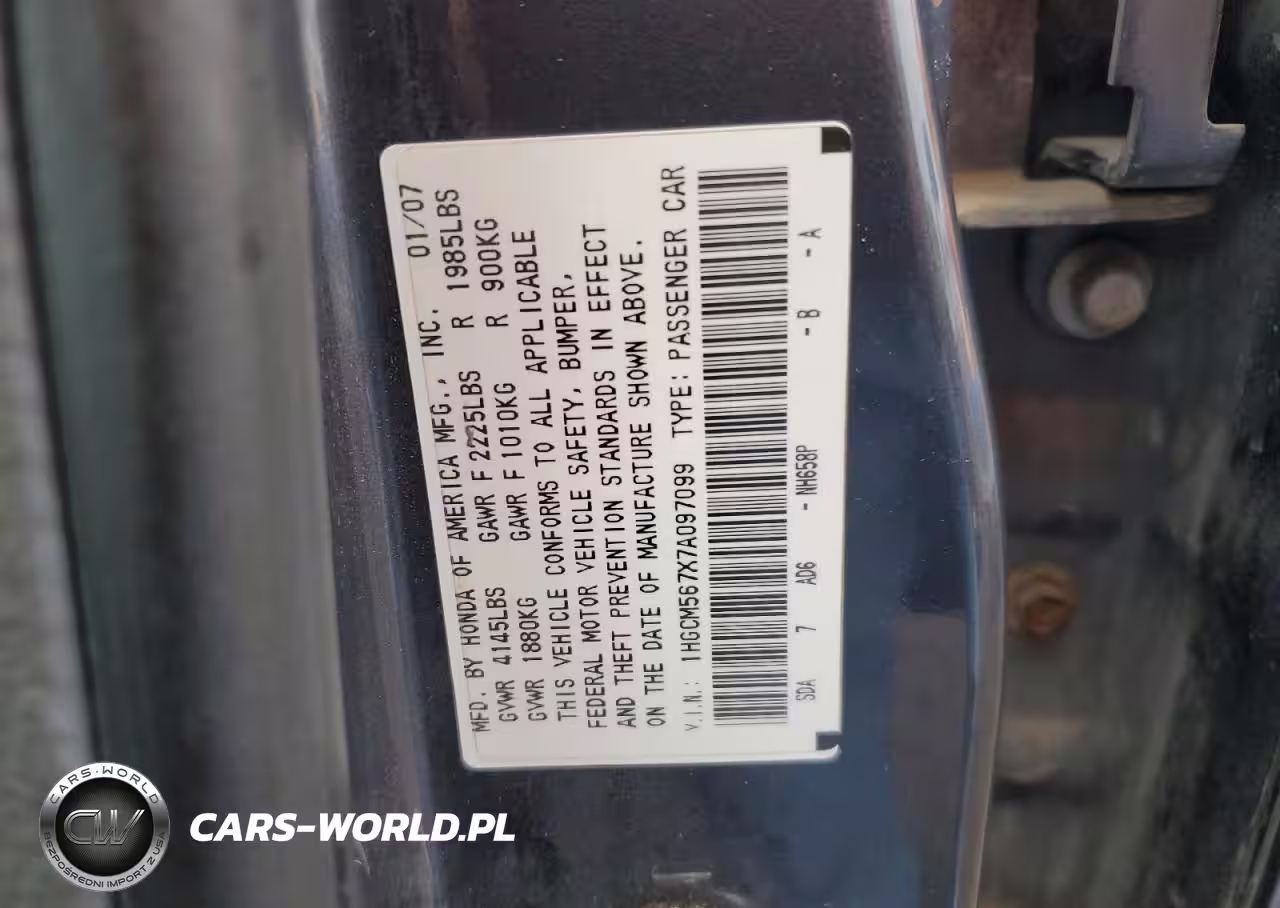 MFD. BY HONDA OF AMERICA MFG., INC. 01/07
GVWR 4145LBS GAWR F 2225LBS R 1985LBS
GVWR 1880KG GAWR F 1010KG R 900KG
THIS VEHICLE CONFORMS TO ALL APPLICABLE
FEDERAL MOTOR VEHICLE SAFETY, BUMPER,
AND THEFT PREVENTION STANDARDS IN EFFECT
ON THE DATE OF MANUFACTURE SHOWN ABOVE.
V.I.N.: 1HGCM567X7A097099 TYPE: PASSENGER CAR
SDA 7 AD6 - NH658P - B - A
CARS-WORLD
CW
BEZPOŚREDNI IMPORT Z USA
CARS-WORLD.PL